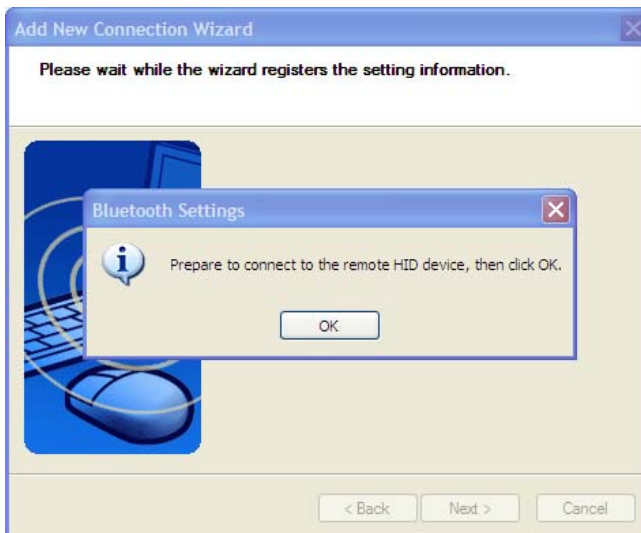 Add New Connection Wizard
Please wait while the wizard registers the setting information.
Bluetooth Settings
Prepare to connect to the remote HID device, then click OK.
OK
< Back Next > Cancel